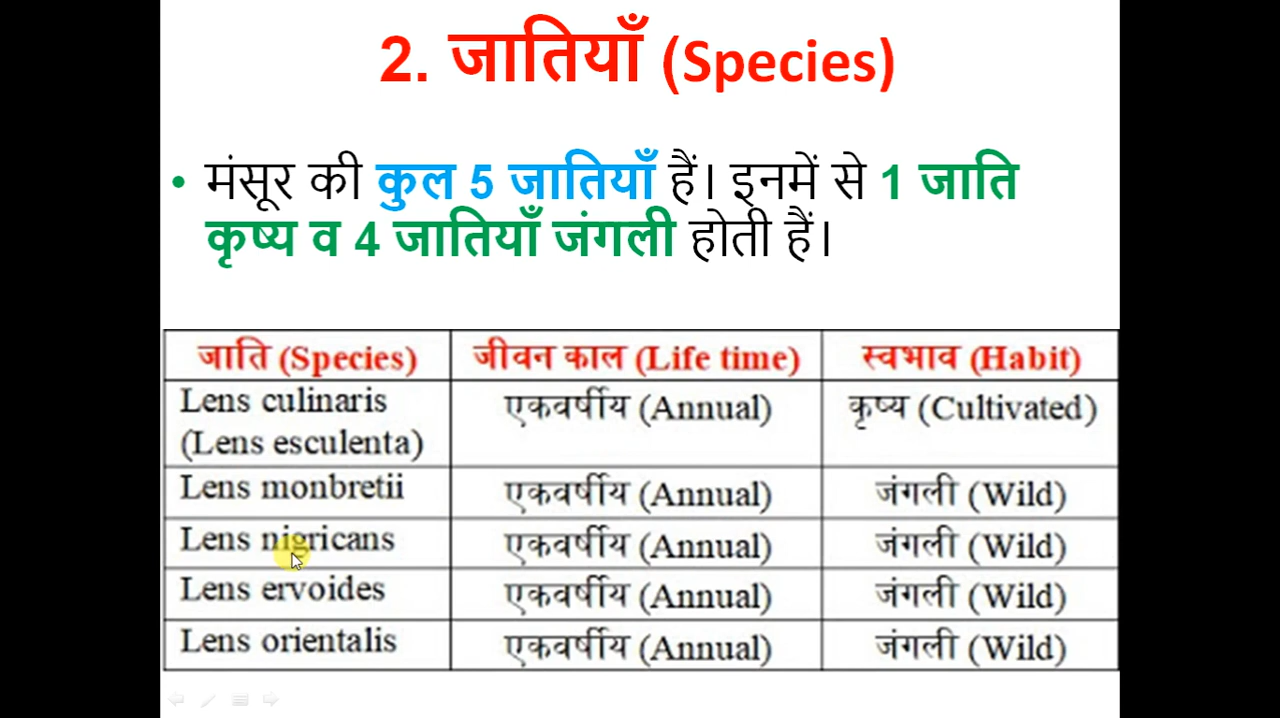 2. जातियाँ (Species)
• मंसूर की कुल 5 जातियाँ हैं। इनमें से 1 जाति
कृष्य व 4 जातियाँ जंगली होती हैं।
जाति (Species) जीवन काल (Life time) स्वभाव (Habit)
Lens culinaris
(Lens esculenta) एकवर्षीय (Annual) कृष्य (Cultivated)
Lens monbretii एकवर्षीय (Annual) जंगली (Wild)
Lens nigricans एकवर्षीय (Annual) जंगली (Wild)
Lens ervoides एकवर्षीय (Annual) जंगली (Wild)
Lens orientalis एकवर्षीय (Annual) जंगली (Wild)